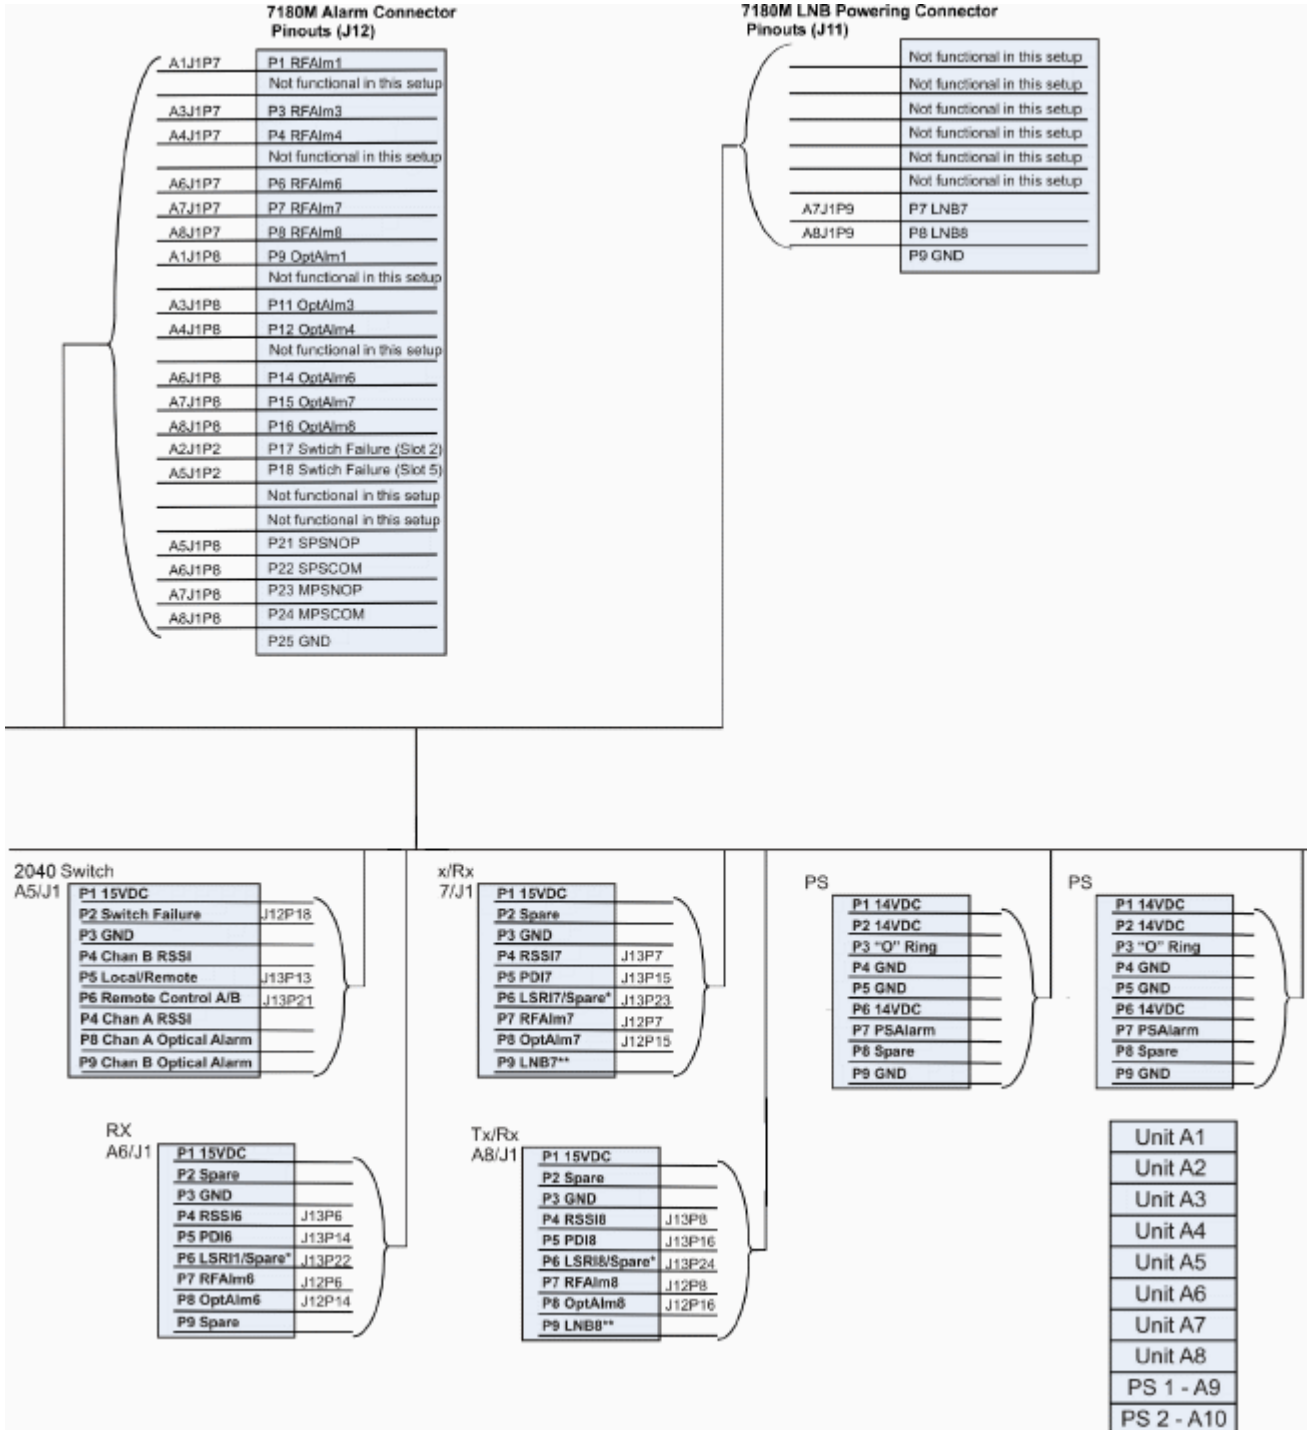 7180M Alarm Connector
Pinouts (J12)
A1J1P7 P1 RFAlm1
Not functional in this setup
A3J1P7 P3 RFAlm3
A4J1P7 P4 RFAlm4
Not functional in this setup
A6J1P7 P6 RFAlm6
A7J1P7 P7 RFAlm7
A8J1P7 P8 RFAlm8
A1J1P8 P9 OptAlm1
Not functional in this setup
A3J1P8 P11 OptAlm3
A4J1P8 P12 OptAlm4
Not functional in this setup
A6J1P8 P14 OptAlm6
A7J1P8 P15 OptAlm7
A8J1P8 P16 OptAlm8
A2J1P2 P17 Swtich Failure (Slot 2)
A5J1P2 P18 Swtich Failure (Slot 5)
Not functional in this setup
Not functional in this setup
A5J1P8 P21 SPSNOP
A6J1P8 P22 SPSCOM
A7J1P8 P23 MPSNOP
A8J1P8 P24 MPSCOM
P25 GND
7180M LNB Powering Connector
Pinouts (J11)
Not functional in this setup
Not functional in this setup
Not functional in this setup
Not functional in this setup
Not functional in this setup
Not functional in this setup
A7J1P9 P7 LNB7
A8J1P9 P8 LNB8
P9 GND
2040 Switch
A5/J1
P1 15VDC
P2 Switch Failure J12P18
P3 GND
P4 Chan B RSSI
P5 Local/Remote J13P13
P6 Remote Control A/B J13P21
P4 Chan A RSSI
P8 Chan A Optical Alarm
P9 Chan B Optical Alarm
x/Rx
7/J1
P1 15VDC
P2 Spare
P3 GND
P4 RSSI7 J13P7
P5 PDI7 J13P15
P6 LSRI7/Spare* J13P23
P7 RFAlm7 J12P7
P8 OptAlm7 J12P15
P9 LNB7**
PS
P1 14VDC
P2 14VDC
P3 "O" Ring
P4 GND
P5 GND
P6 14VDC
P7 PSAlarm
P8 Spare
P9 GND
PS
P1 14VDC
P2 14VDC
P3 "O" Ring
P4 GND
P5 GND
P6 14VDC
P7 PSAlarm
P8 Spare
P9 GND
RX
A6/J1
P1 15VDC
P2 Spare
P3 GND
P4 RSSI6 J13P6
P5 PDI6 J13P14
P6 LSRI1/Spare* J13P22
P7 RFAlm6 J12P6
P8 OptAlm6 J12P14
P9 Spare
Tx/Rx
A8/J1
P1 15VDC
P2 Spare
P3 GND
P4 RSSI8 J13P8
P5 PDI8 J13P16
P6 LSRI8/Spare* J13P24
P7 RFAlm8 J12P8
P8 OptAlm8 J12P16
P9 LNB8**
Unit A1
Unit A2
Unit A3
Unit A4
Unit A5
Unit A6
Unit A7
Unit A8
PS 1 - A9
PS 2 - A10